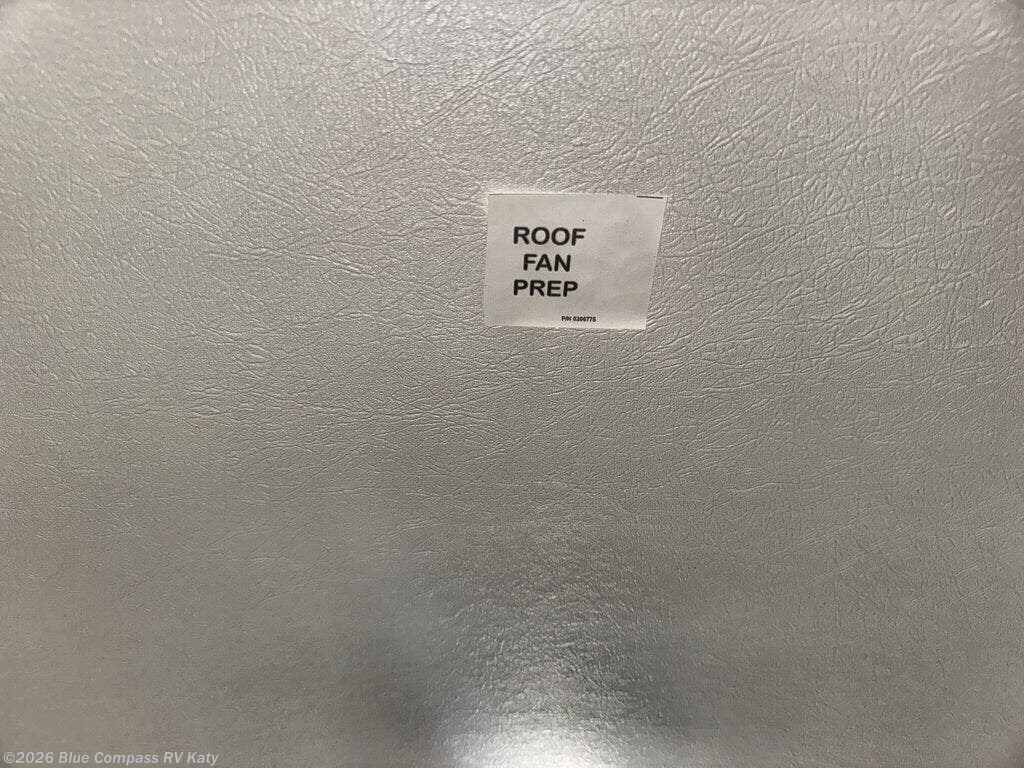 ROOF
FAN
PREP
P/N 0306775
©2026 Blue Compass RV Katy